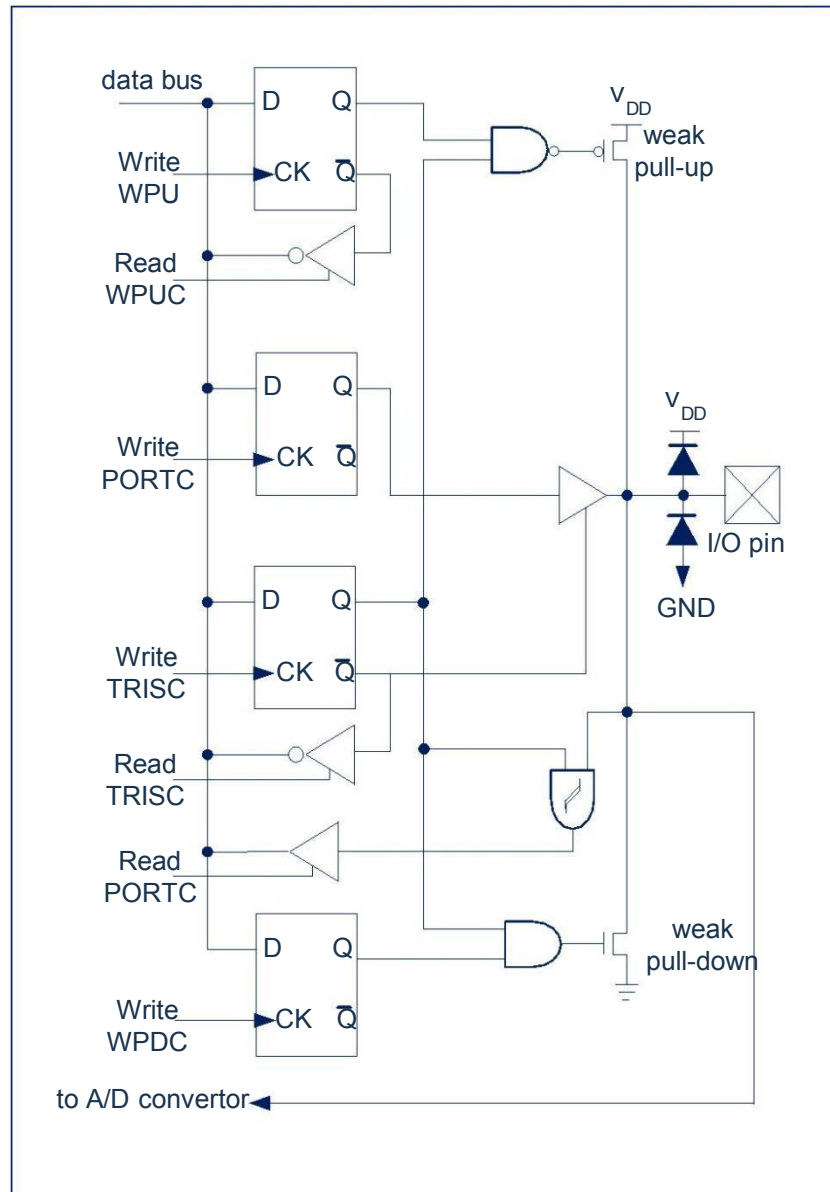 data bus
D
Q
V
DD
weak
pull-up
Write
WPU
CK
Q̅
Read
WPUC
D
Q
V
DD
Write
PORTC
CK
Q̅
I/O pin
GND
D
Q
Write
TRISC
CK
Q̅
Read
TRISC
Read
PORTC
D
Q
weak
pull-down
Write
WPDC
CK
Q̅
to A/D convertor